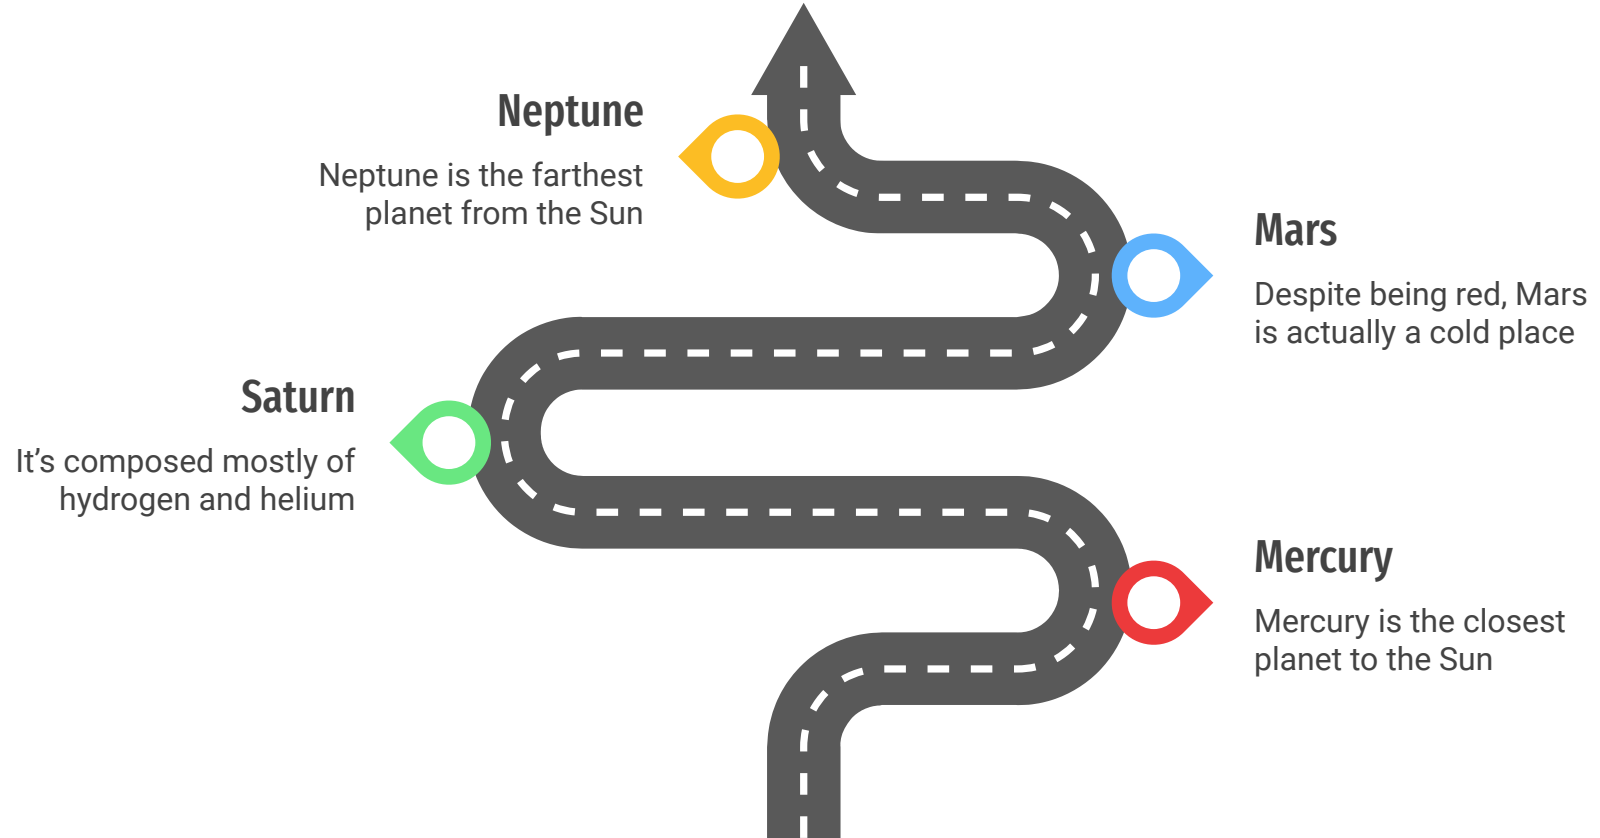 Neptune
Neptune is the farthest
planet from the Sun
Mars
Despite being red, Mars
is actually a cold place
Saturn
It’s composed mostly of
hydrogen and helium
Mercury
Mercury is the closest
planet to the Sun